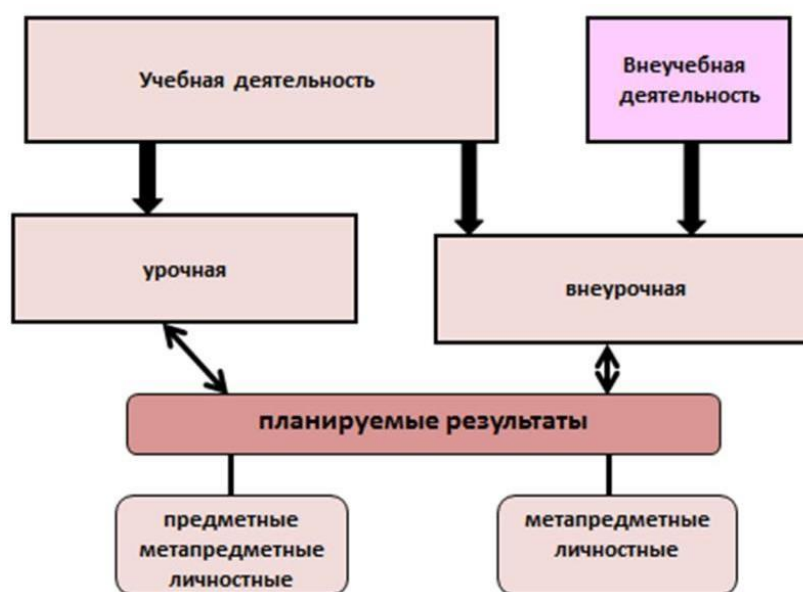 Учебная деятельность
Внеучебная
деятельность
урочная
внеурочная
планируемые результаты
предметные
метапредметные
личностные
метапредметные
личностные